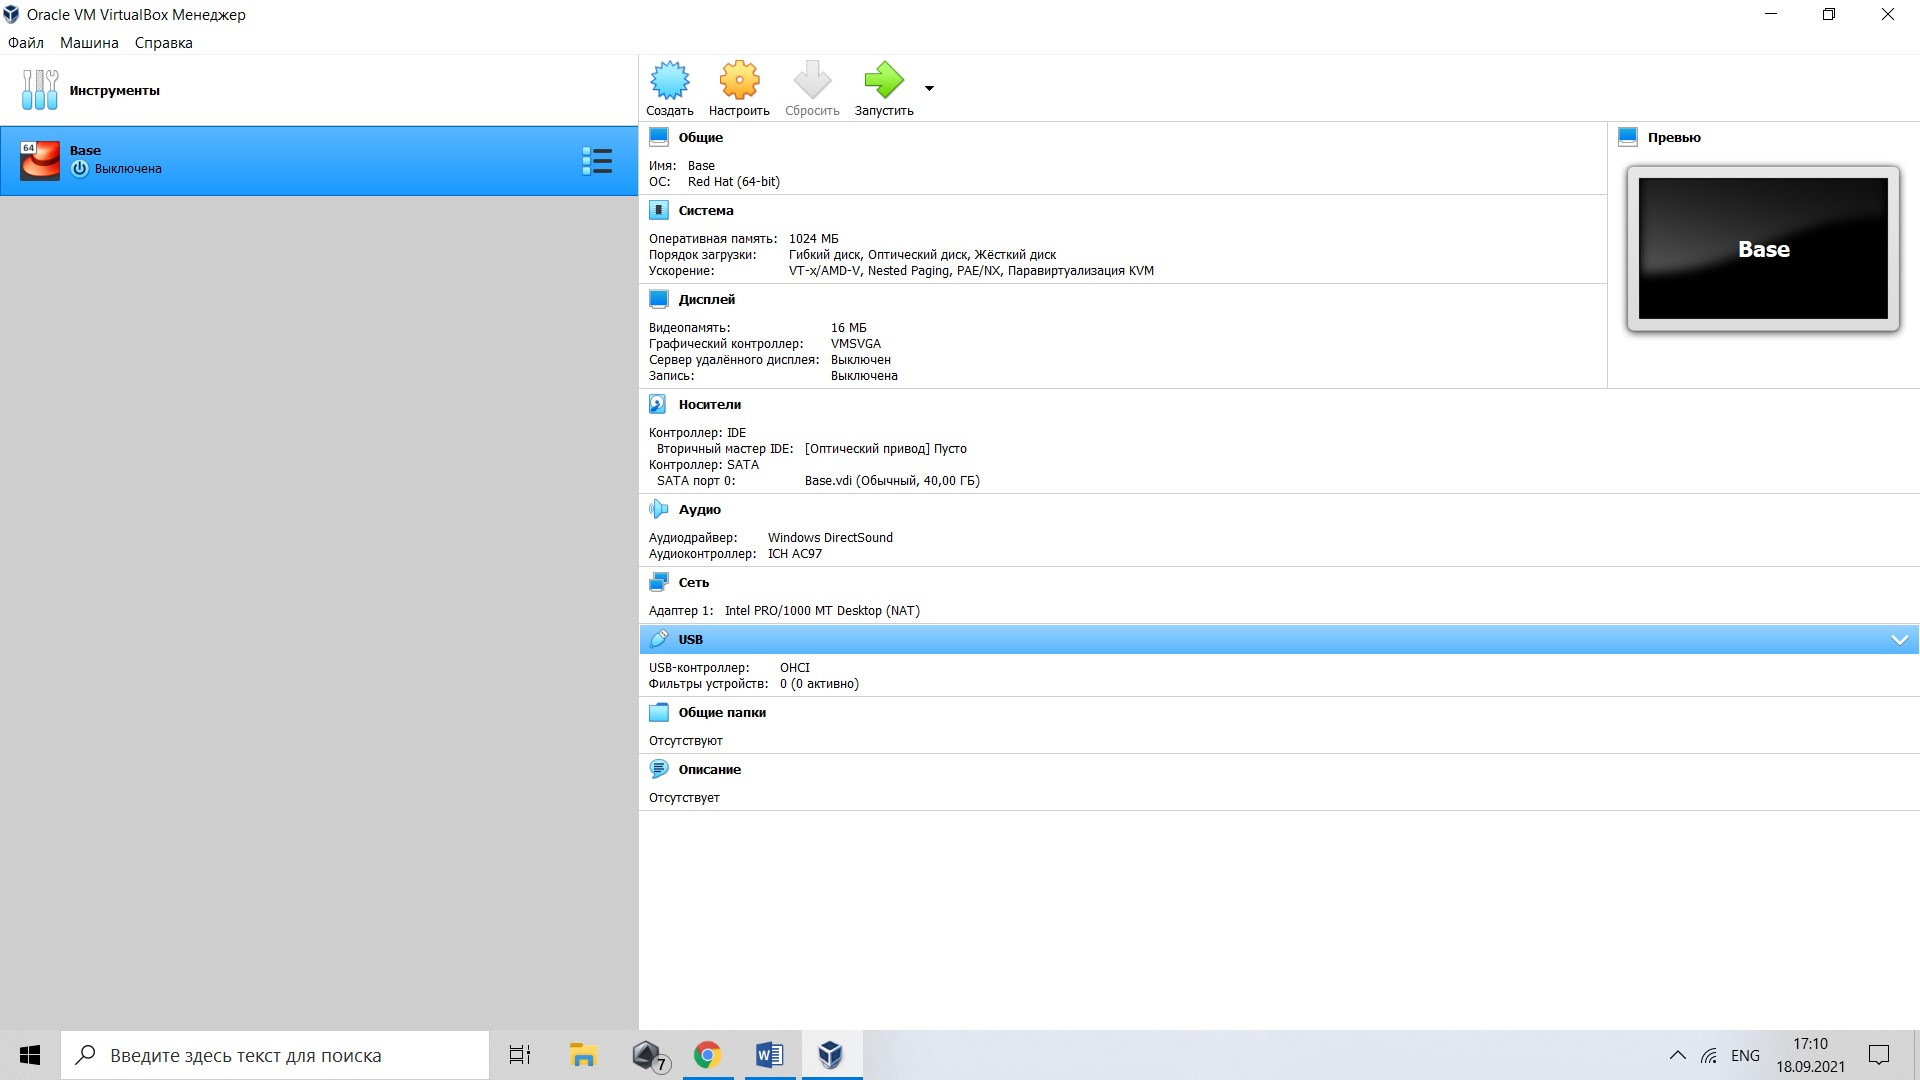 Oracle VM VirtualBox Менеджер
Файл Машина Справка
Инструменты
Создать Настроить Сбросить Запустить
64
Base
Выключена
Общие
Имя: Base
ОС: Red Hat (64-bit)
Система
Оперативная память: 1024 МБ
Порядок загрузки: Гибкий диск, Оптический диск, Жёсткий диск
Ускорение: VT-x/AMD-V, Nested Paging, PAE/NX, Паравиртуализация KVM
Дисплей
Видеопамять: 16 МБ
Графический контроллер: VMSVGA
Сервер удалённого дисплея: Выключен
Запись: Выключена
Превью
Base
Носители
Контроллер: IDE
Вторичный мастер IDE: [Оптический привод] Пусто
Контроллер: SATA
SATA порт 0: Base.vdi (Обычный, 40,00 ГБ)
Аудио
Аудиодрайвер: Windows DirectSound
Аудиоконтроллер: ICH AC97
Сеть
Адаптер 1: Intel PRO/1000 MT Desktop (NAT)
USB
USB-контроллер: OHCI
Фильтры устройств: 0 (0 активно)
Общие папки
Отсутствуют
Описание
Отсутствует
Введите здесь текст для поиска
7
W
ENG
17:10
18.09.2021